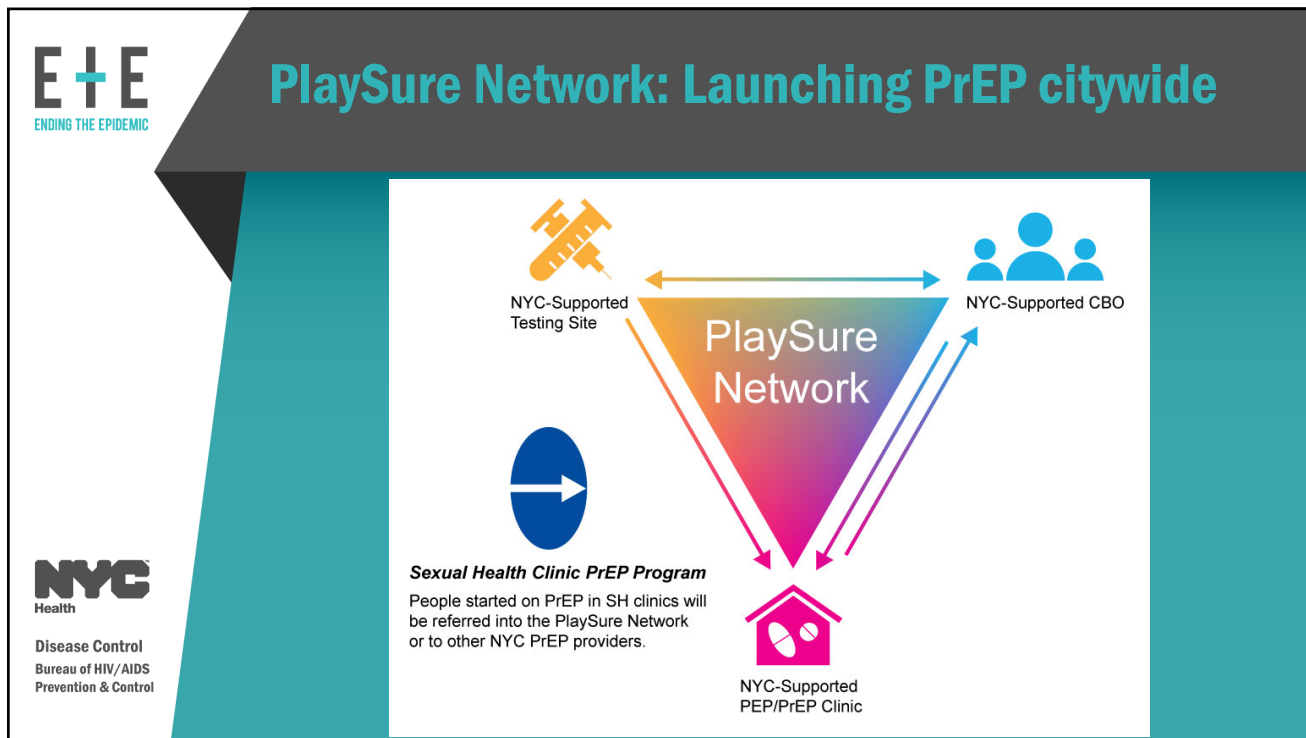 E+E
ENDING THE EPIDEMIC
PlaySure Network: Launching PrEP citywide
NYC-Supported
Testing Site
NYC-Supported CBO
PlaySure
Network
Sexual Health Clinic PrEP Program
People started on PrEP in SH clinics will
be referred into the PlaySure Network
or to other NYC PrEP providers.
NYC-Supported
PEP/PrEP Clinic
NYC™
Health
Disease Control
Bureau of HIV/AIDS
Prevention & Control